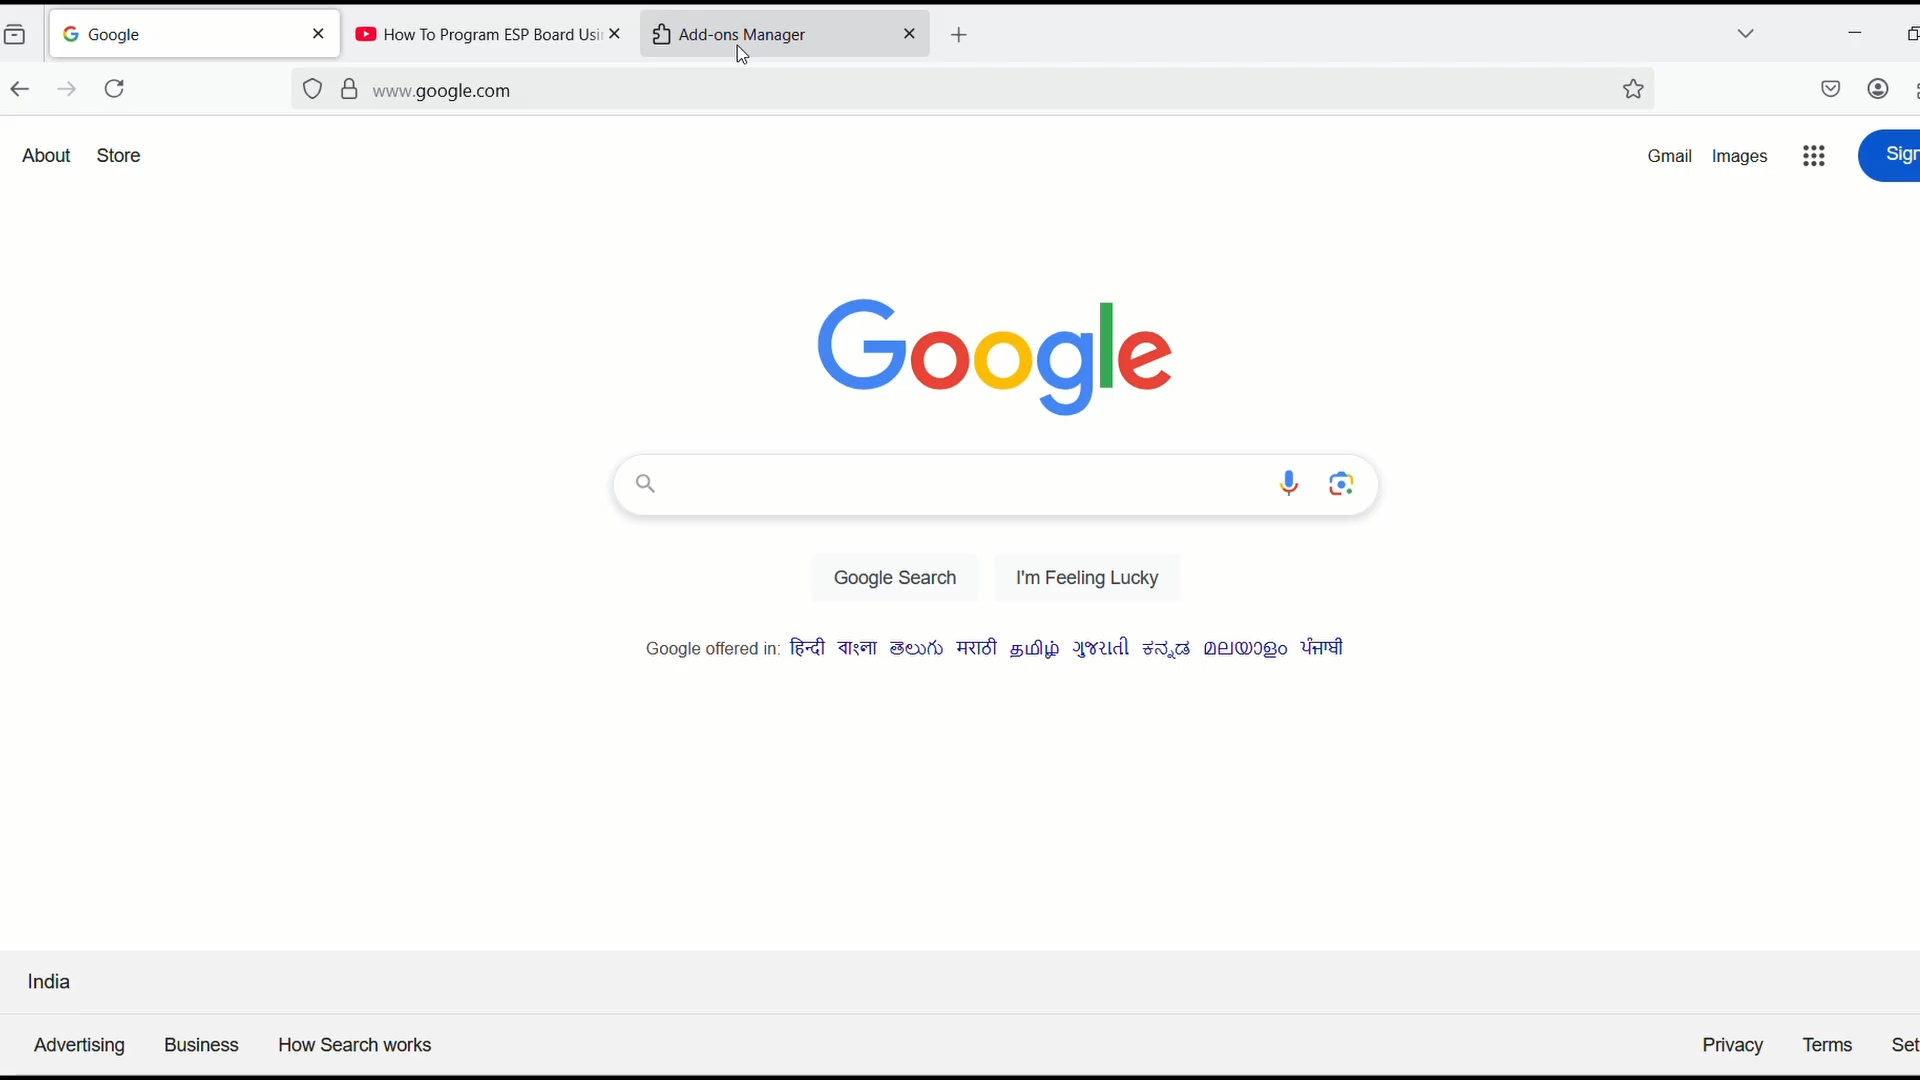 Google
How To Program ESP Board Usi
Add-ons Manager
www.google.com
About Store
Gmail Images
Sign
Google
Google Search I'm Feeling Lucky
Google offered in: हिन्दी বাংলা తెలుగు मराठी தமிழ் ગુજરાતી ಕನ್ನಡ മലയാളം ਪੰਜਾਬੀ
India
Advertising Business How Search works
Privacy Terms Set